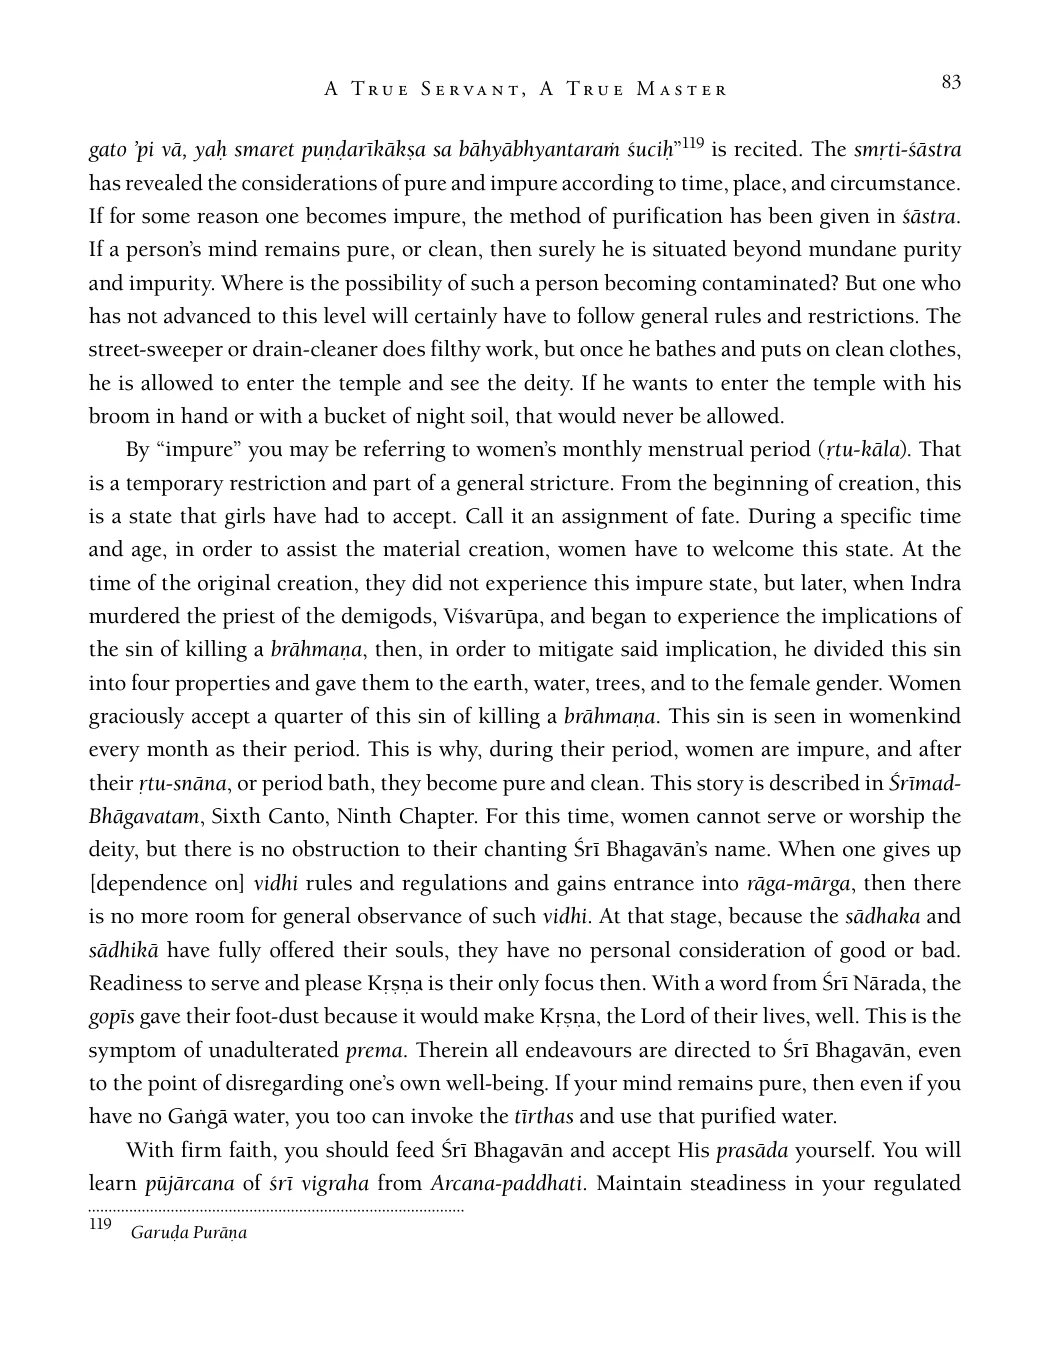 A True Servant, A True Master
83
gato ’pi vā, yaḥ smaret puṇḍarīkākṣa sa bāhyābhyantaraṁ śuciḥ”119 is recited. The smṛti-śāstra
has revealed the considerations of pure and impure according to time, place, and circumstance.
If for some reason one becomes impure, the method of purification has been given in śāstra.
If a person’s mind remains pure, or clean, then surely he is situated beyond mundane purity
and impurity. Where is the possibility of such a person becoming contaminated? But one who
has not advanced to this level will certainly have to follow general rules and restrictions. The
street-sweeper or drain-cleaner does filthy work, but once he bathes and puts on clean clothes,
he is allowed to enter the temple and see the deity. If he wants to enter the temple with his
broom in hand or with a bucket of night soil, that would never be allowed.
By “impure” you may be referring to women’s monthly menstrual period (ṛtu-kāla). That
is a temporary restriction and part of a general stricture. From the beginning of creation, this
is a state that girls have had to accept. Call it an assignment of fate. During a specific time
and age, in order to assist the material creation, women have to welcome this state. At the
time of the original creation, they did not experience this impure state, but later, when Indra
murdered the priest of the demigods, Viśvarūpa, and began to experience the implications of
the sin of killing a brāhmaṇa, then, in order to mitigate said implication, he divided this sin
into four properties and gave them to the earth, water, trees, and to the female gender. Women
graciously accept a quarter of this sin of killing a brāhmaṇa. This sin is seen in womenkind
every month as their period. This is why, during their period, women are impure, and after
their ṛtu-snāna, or period bath, they become pure and clean. This story is described in Śrīmad-
Bhāgavatam, Sixth Canto, Ninth Chapter. For this time, women cannot serve or worship the
deity, but there is no obstruction to their chanting Śrī Bhagavān’s name. When one gives up
[dependence on] vidhi rules and regulations and gains entrance into rāga-mārga, then there
is no more room for general observance of such vidhi. At that stage, because the sādhaka and
sādhikā have fully offered their souls, they have no personal consideration of good or bad.
Readiness to serve and please Kṛṣṇa is their only focus then. With a word from Śrī Nārada, the
gopīs gave their foot-dust because it would make Kṛṣṇa, the Lord of their lives, well. This is the
symptom of unadulterated prema. Therein all endeavours are directed to Śrī Bhagavān, even
to the point of disregarding one’s own well-being. If your mind remains pure, then even if you
have no Gaṅgā water, you too can invoke the tīrthas and use that purified water.
With firm faith, you should feed Śrī Bhagavān and accept His prasāda yourself. You will
learn pūjārcana of śrī vigraha from Arcana-paddhati. Maintain steadiness in your regulated
119 Garuḍa Purāṇa